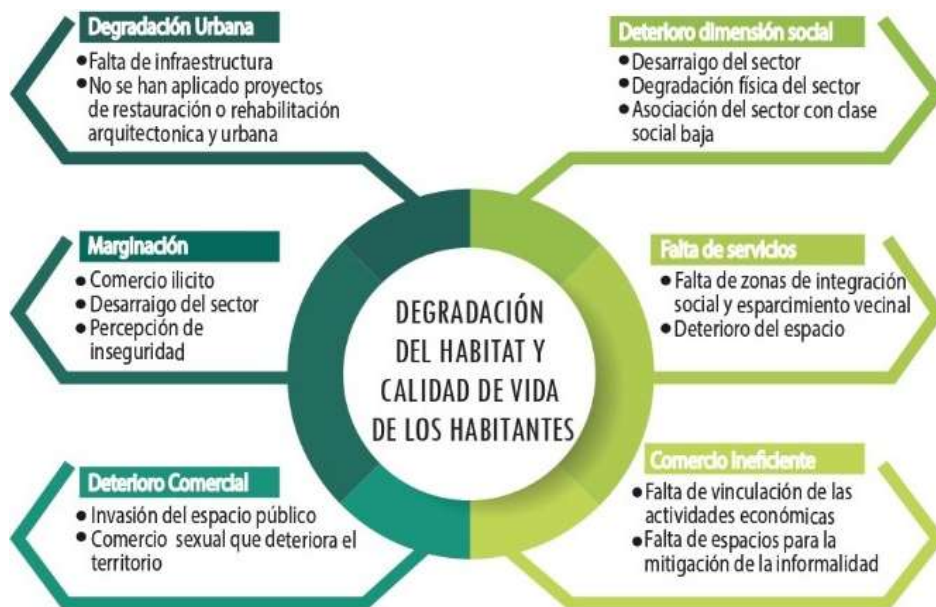 Degradación Urbana
● Falta de infraestructura
● No se han aplicado proyectos
de restauración o rehabilitación
arquitectonica y urbana
Marginación
● Comercio ilicito
● Desarraigo del sector
● Percepción de
inseguridad
Deterioro Comercial
● Invasión del espacio público
● Comercio sexual que deteriora el
territorio
DEGRADACIÓN
DEL HABITAT Y
CALIDAD DE VIDA
DE LOS HABITANTES
Deterioro dimensión social
● Desarraigo del sector
● Degradación física del sector
● Asociación del sector con clase
social baja
Falta de servicios
● Falta de zonas de integración
social y esparcimiento vecinal
● Deterioro del espacio
Comercio Ineficiente
● Falta de vinculación de las
actividades económicas
● Falta de espacios para la
mitigación de la informalidad